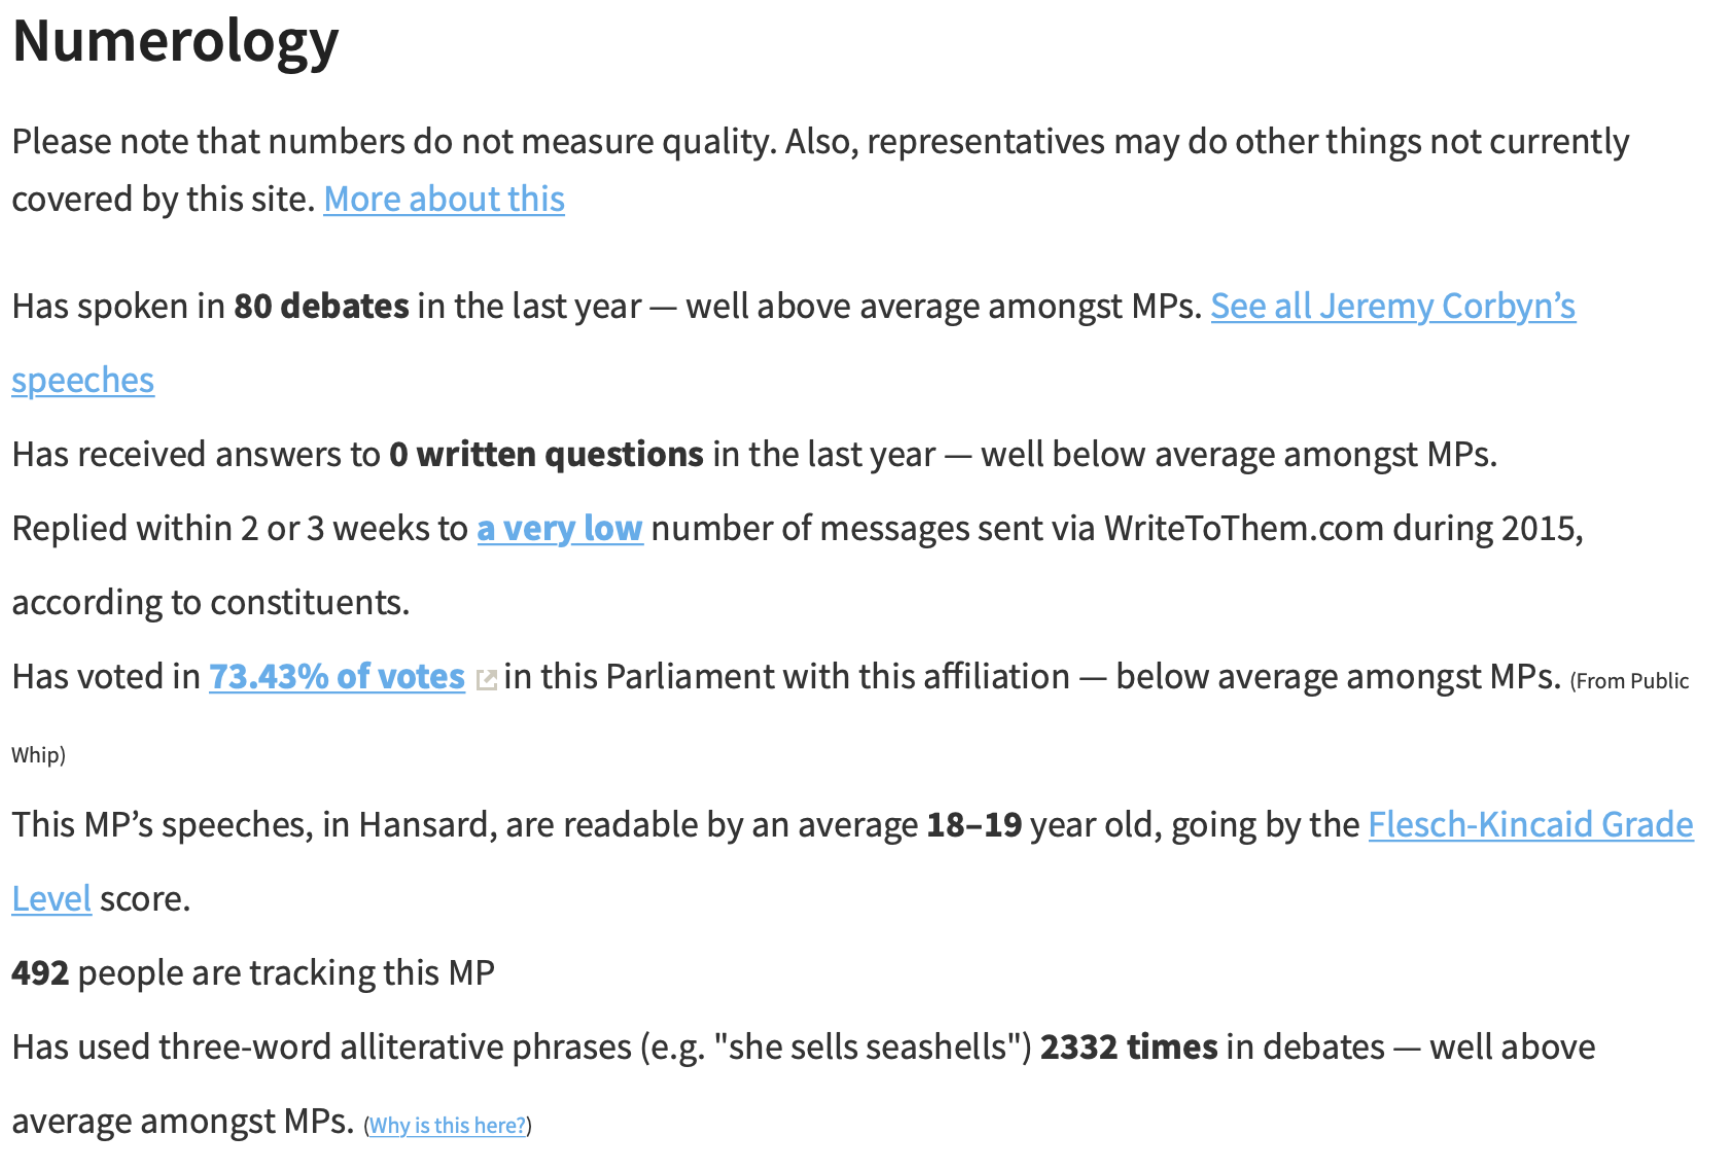 Numerology
Please note that numbers do not measure quality. Also, representatives may do other things not currently
covered by this site. More about this
Has spoken in 80 debates in the last year — well above average amongst MPs. See all Jeremy Corbyn’s
speeches
Has received answers to 0 written questions in the last year — well below average amongst MPs.
Replied within 2 or 3 weeks to a very low number of messages sent via WriteToThem.com during 2015,
according to constituents.
Has voted in 73.43% of votes in this Parliament with this affiliation — below average amongst MPs. (From Public
Whip)
This MP’s speeches, in Hansard, are readable by an average 18–19 year old, going by the Flesch-Kincaid Grade
Level score.
492 people are tracking this MP
Has used three-word alliterative phrases (e.g. "she sells seashells") 2332 times in debates — well above
average amongst MPs. (Why is this here?)